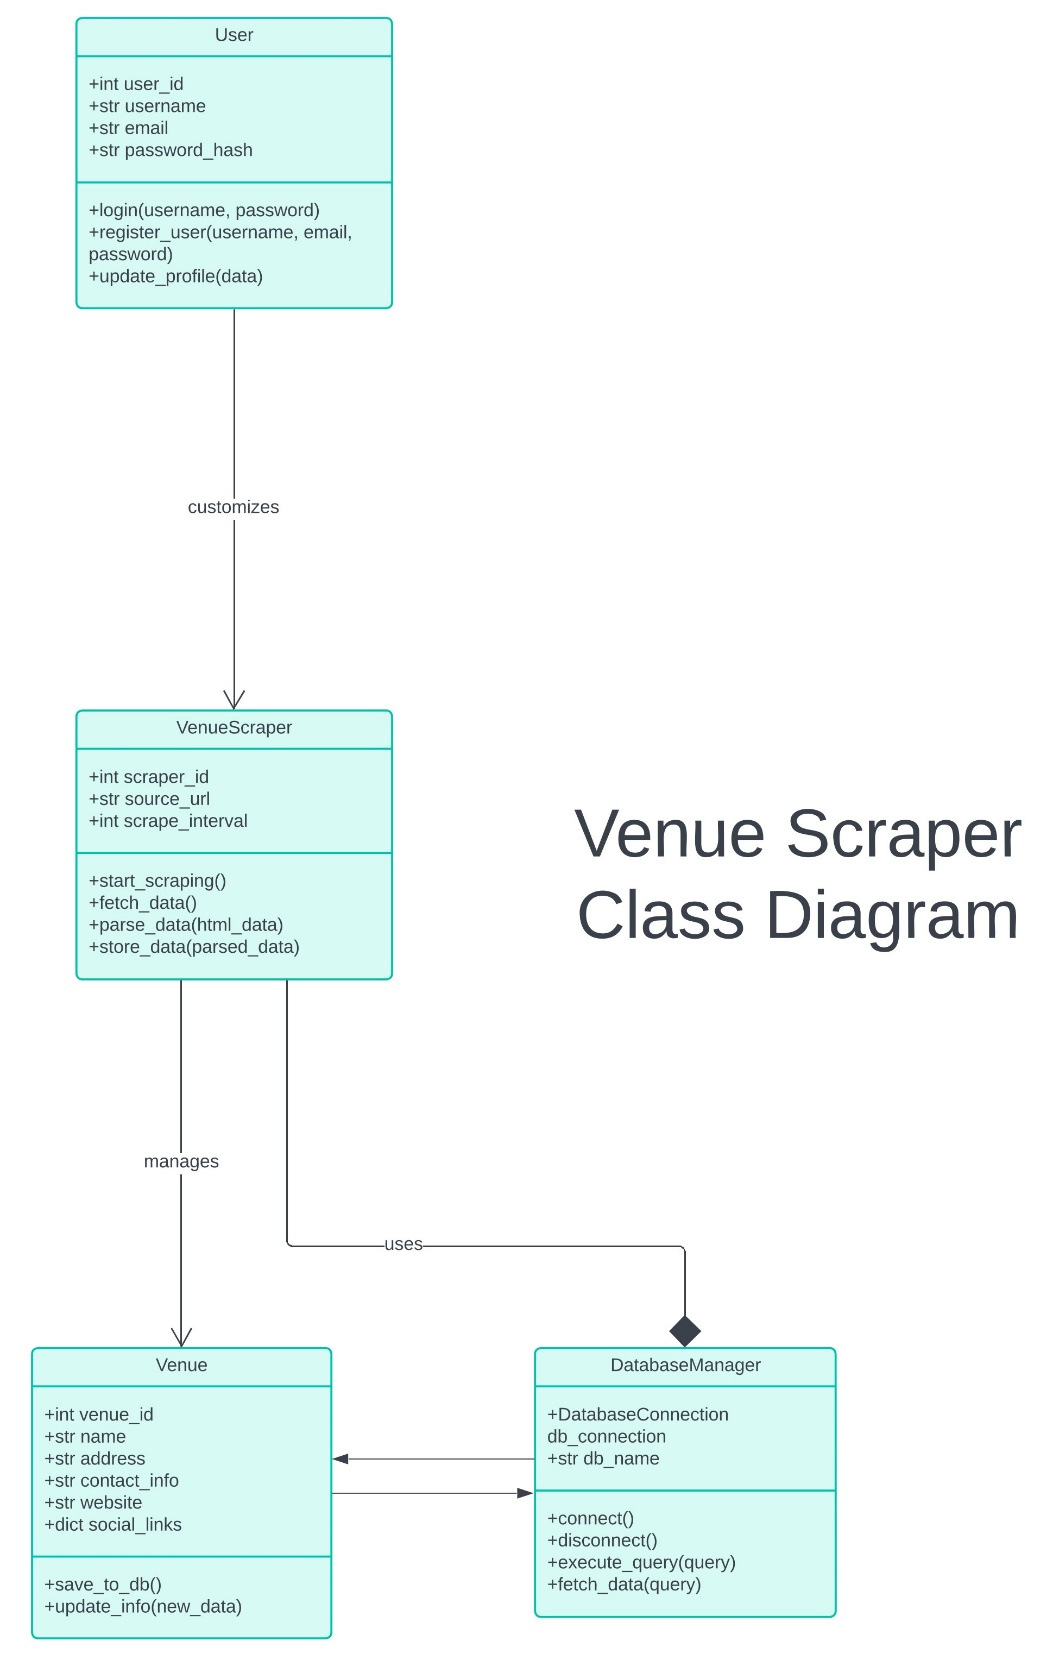 User
+int user_id
+str username
+str email
+str password_hash
+login(username, password)
+register_user(username, email,
password)
+update_profile(data)
customizes
VenueScraper
+int scraper_id
+str source_url
+int scrape_interval
+start_scraping()
+fetch_data()
+parse_data(html_data)
+store_data(parsed_data)
Venue Scraper
Class Diagram
manages
uses
Venue
+int venue_id
+str name
+str address
+str contact_info
+str website
+dict social_links
+save_to_db()
+update_info(new_data)
DatabaseManager
+DatabaseConnection
db_connection
+str db_name
+connect()
+disconnect()
+execute_query(query)
+fetch_data(query)